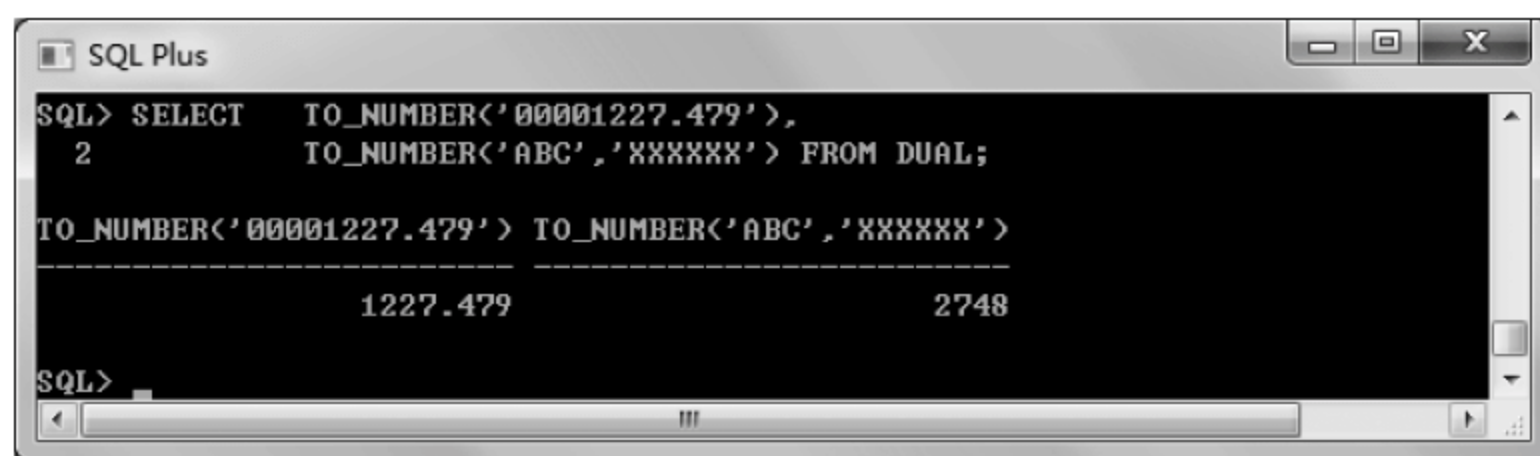 SQL Plus
SQL> SELECT   TO_NUMBER('00001227.479'),
  2           TO_NUMBER('ABC','XXXXXX') FROM DUAL;
TO_NUMBER('00001227.479') TO_NUMBER('ABC','XXXXXX')
------------------------- -------------------------
                 1227.479                      2748
SQL> _